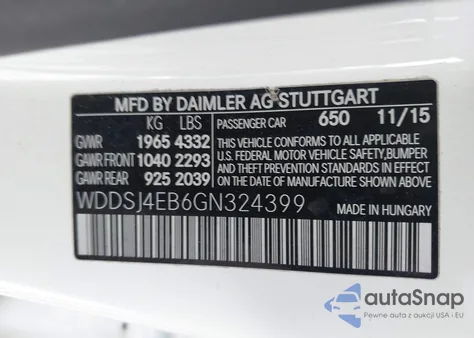 MFD BY DAIMLER AG STUTTGART
KG LBS
GVWR 1965 4332
GAWR FRONT 1040 2293
GAWR REAR 925 2039
PASSENGER CAR 650 11/15
THIS VEHICLE CONFORMS TO ALL APPLICABLE
U.S. FEDERAL MOTOR VEHICLE SAFETY,BUMPER
AND THEFT PREVENTION STANDARDS IN EFFECT
ON THE DATE OF MANUFACTURE SHOWN ABOVE.
WDDSJ4EB6GN324399 MADE IN HUNGARY
autoSnap
Pewne auta z aukcji USA i EU